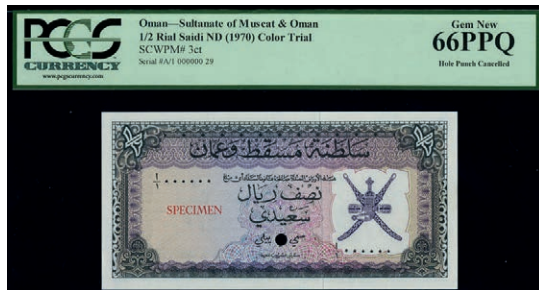 PCGS
CURRENCY
www.pcgscurrency.com
Oman—Sultanate of Muscat & Oman
1/2 Rial Saidi ND (1970) Color Trial
SCWPM# 3ct
Serial #A/1 000000 29
Gem New
66PPQ
Hole Punch Cancelled
سلطنة مسقط وعمان
نصف ريال
سعيدي
SPECIMEN